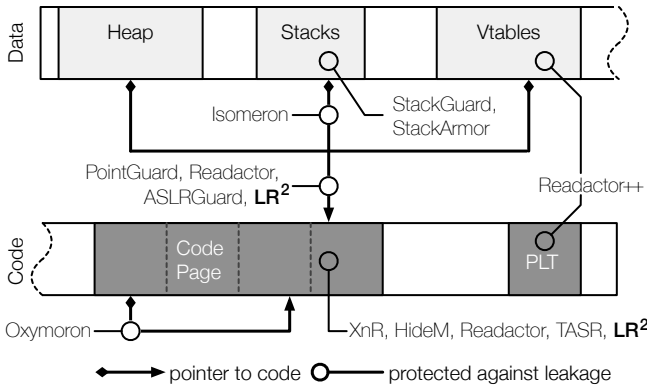 Data
Heap
Stacks
Vtables
Isomeron
StackGuard,
StackArmor
PointGuard, Readactor,
ASLRGuard, LR²
Readactor++
Code
Code
Page
PLT
Oxymoron
XnR, HideM, Readactor, TASR, LR²
pointer to code
protected against leakage